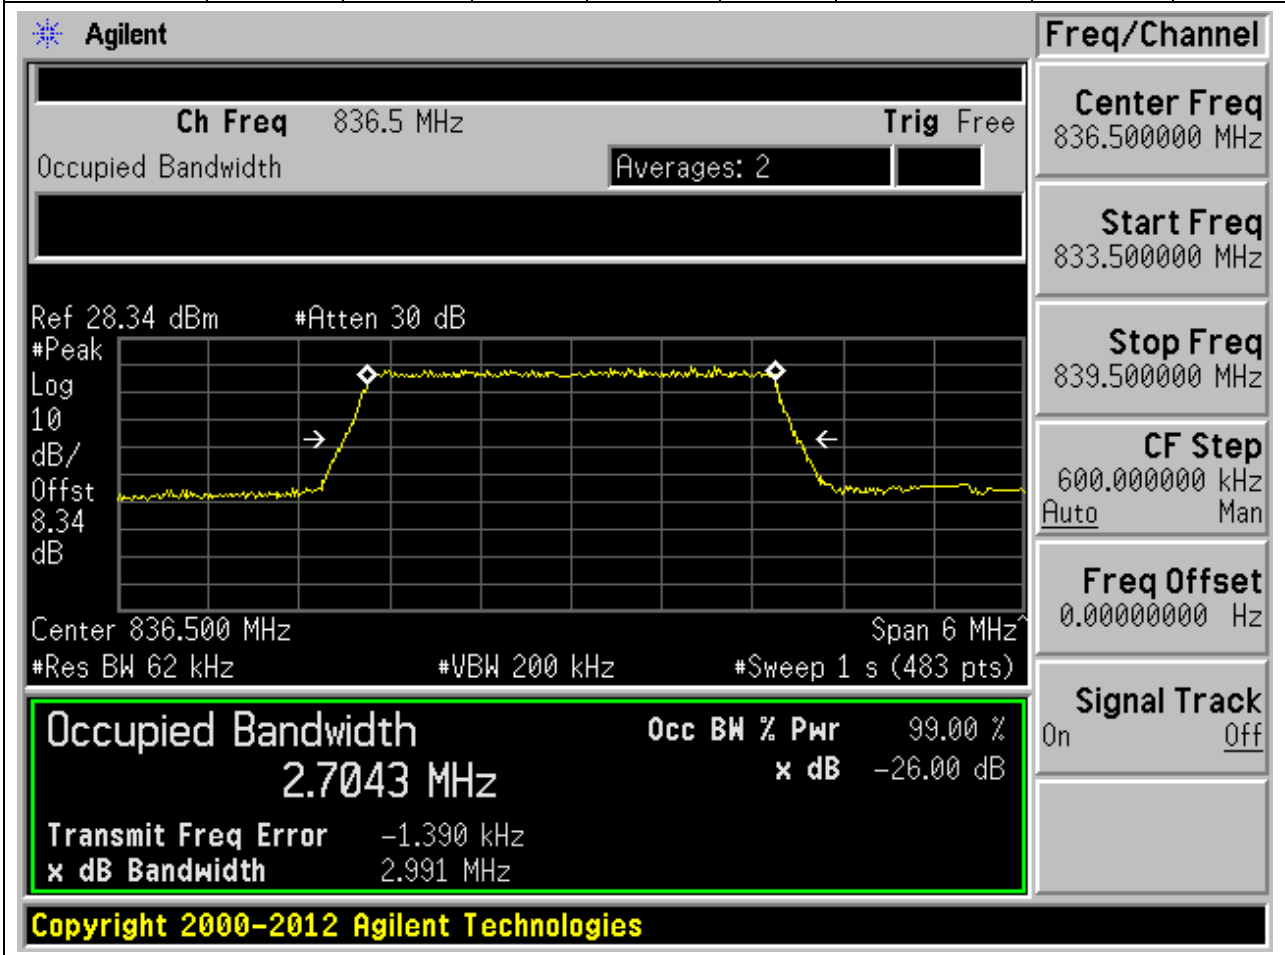 Agilent
Freq/Channel
Ch Freq 836.5 MHz Trig Free
Occupied Bandwidth Averages: 2
Center Freq
836.500000 MHz
Start Freq
833.500000 MHz
Stop Freq
839.500000 MHz
CF Step
600.000000 kHz
Auto Man
Freq Offset
0.00000000 Hz
Signal Track
On Off
Ref 28.34 dBm #Atten 30 dB
#Peak
Log
10
dB/
Offst
8.34
dB
Center 836.500 MHz Span 6 MHz^
#Res BW 62 kHz #VBW 200 kHz #Sweep 1 s (483 pts)
Occupied Bandwidth Occ BW % Pwr 99.00 %
2.7043 MHz x dB -26.00 dB
Transmit Freq Error -1.390 kHz
x dB Bandwidth 2.991 MHz
Copyright 2000-2012 Agilent Technologies